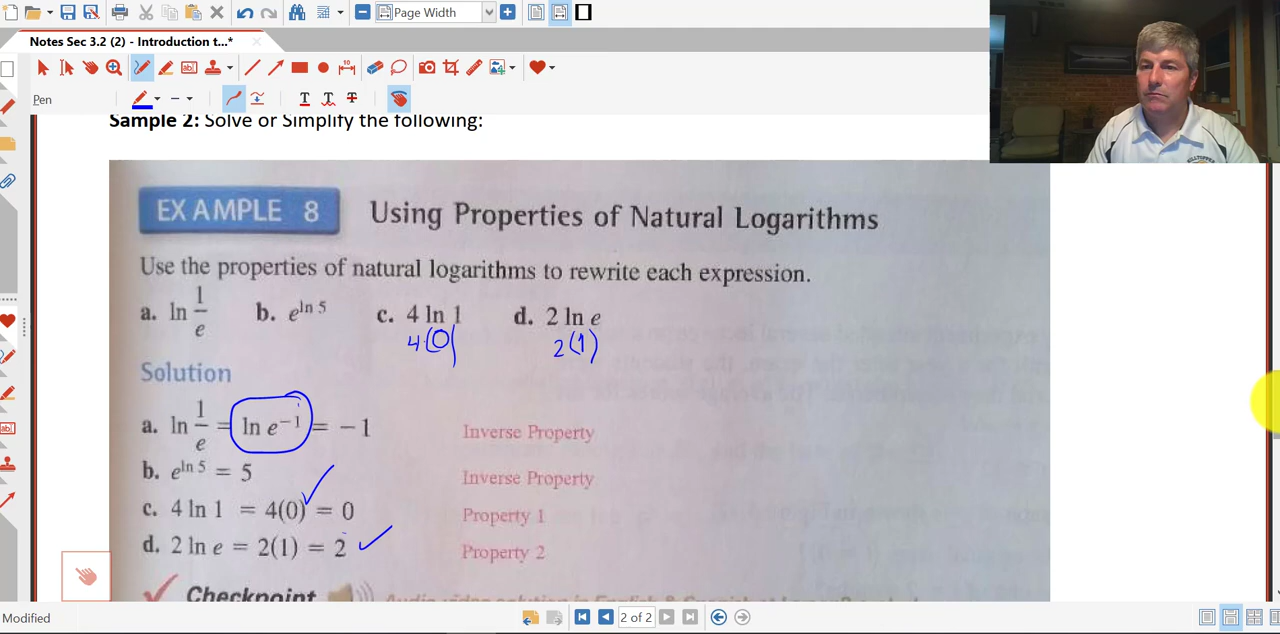 Page Width
Notes Sec 3.2 (2) - Introduction t...*
Pen
Sample 2: Solve or Simplify the following:
EXAMPLE 8 Using Properties of Natural Logarithms
Use the properties of natural logarithms to rewrite each expression.
a. ln 1/e b. e^ln 5 c. 4 ln 1 d. 2 ln e
4(0) 2(1)
Solution
a. ln 1/e = ln e^-1 = -1 Inverse Property
b. e^ln 5 = 5 Inverse Property
c. 4 ln 1 = 4(0) = 0 Property 1
d. 2 ln e = 2(1) = 2 Property 2
Checkpoint
2 of 2
Modified